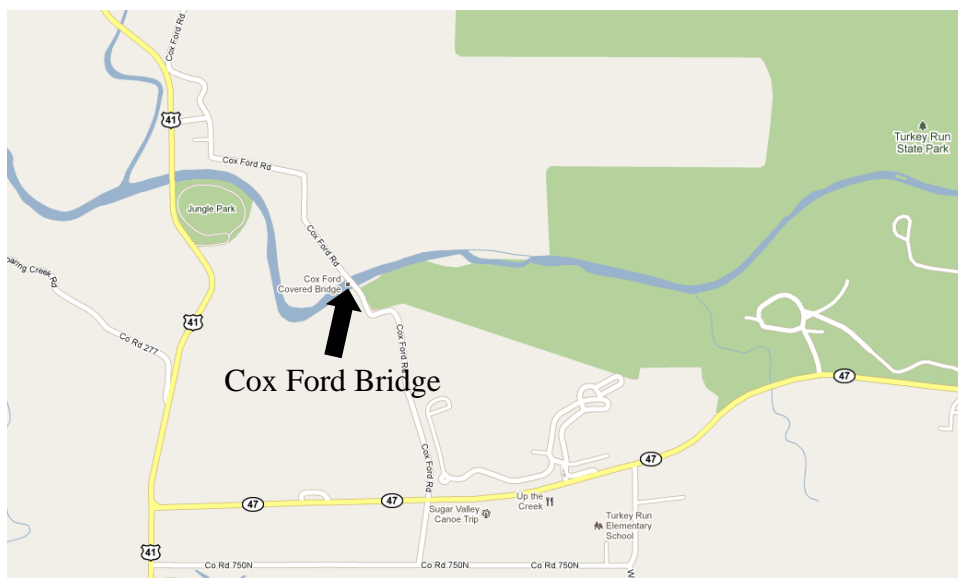 Cox Ford Rd
41
Turkey Run
State Park
Cox Ford Rd
Jungle Park
Cox Ford Rd
oaring Creek Rd
Cox Ford
Covered Bridge
41
Co Rd 277
Cox Ford Rd
Cox Ford Bridge
47
Cox Ford Rd
47
47
47
Up the
Creek
Sugar Valley
Canoe Trip
Turkey Run
Elementary
School
41
Co Rd 750N
Co Rd 750N
Co Rd 750N
W